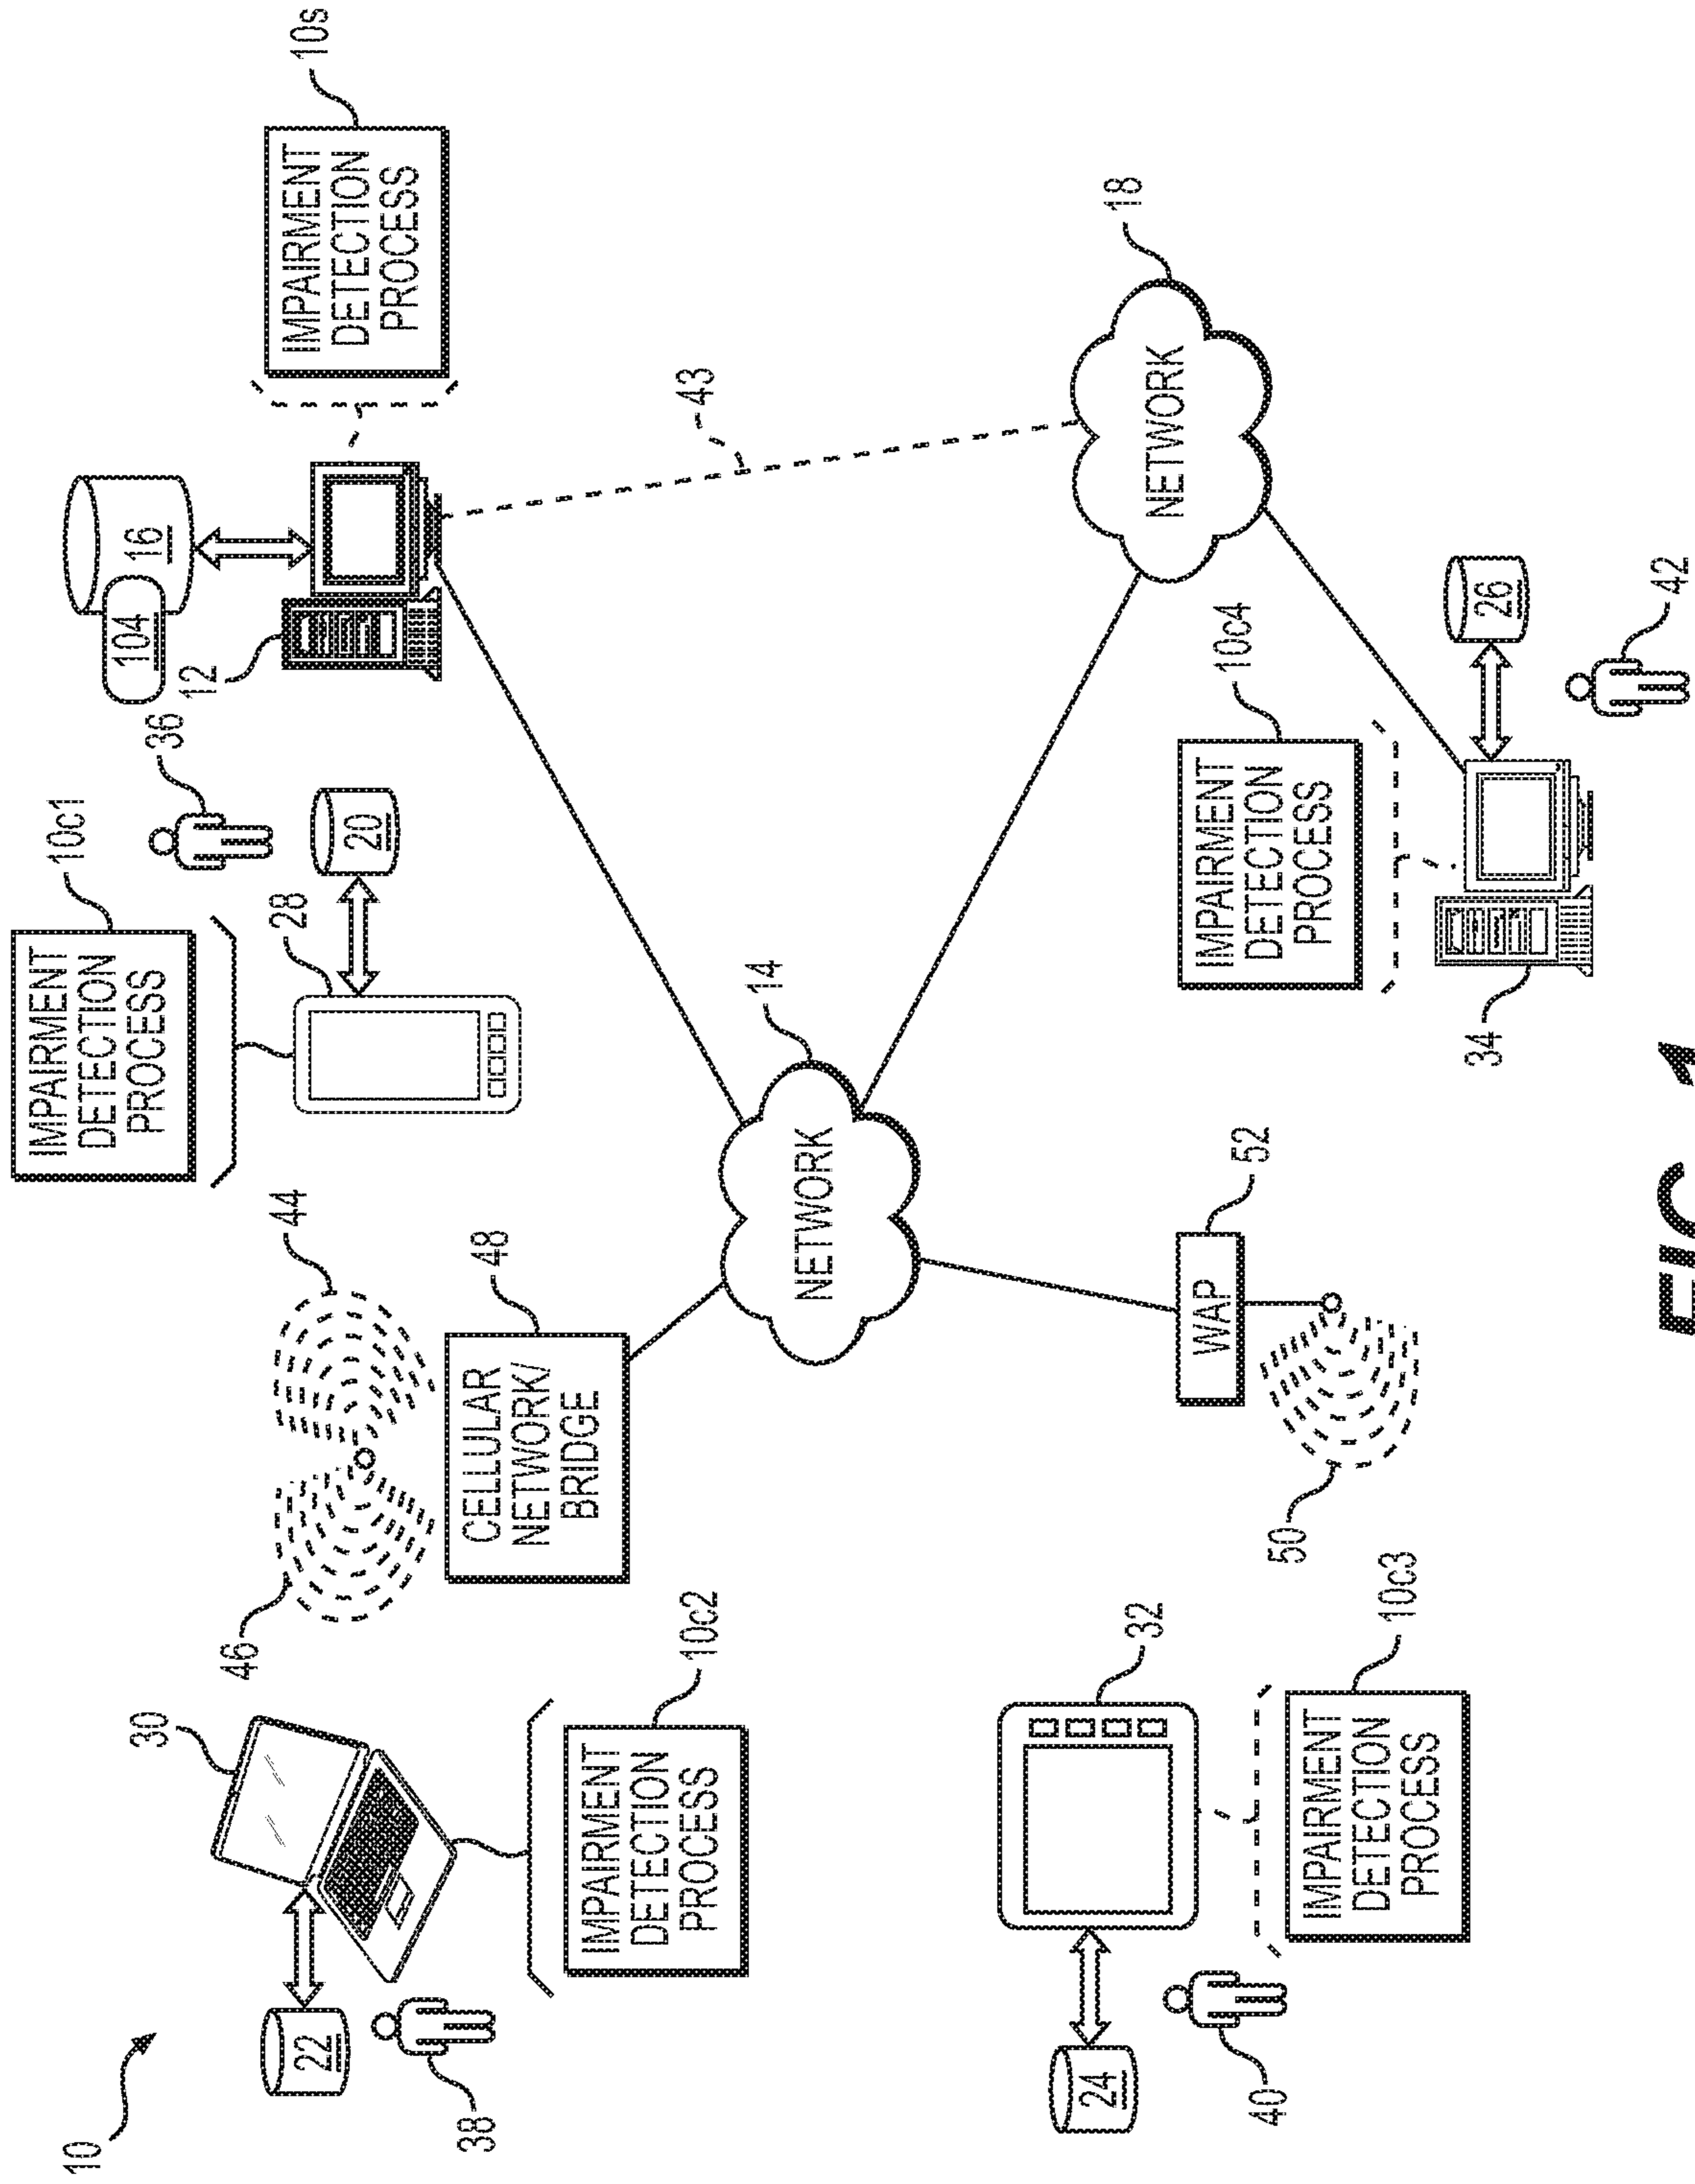 10
22
38
30
IMPAIRMENT
DETECTION
PROCESS
10c2
46
44
CELLULAR
NETWORK/
BRIDGE
48
IMPAIRMENT
DETECTION
PROCESS
10c1
28
20
36
104
16
12
IMPAIRMENT
DETECTION
PROCESS
10s
43
NETWORK
14
NETWORK
18
24
40
32
IMPAIRMENT
DETECTION
PROCESS
10c3
WAP
52
50
IMPAIRMENT
DETECTION
PROCESS
10c4
34
26
42
FIG. 1